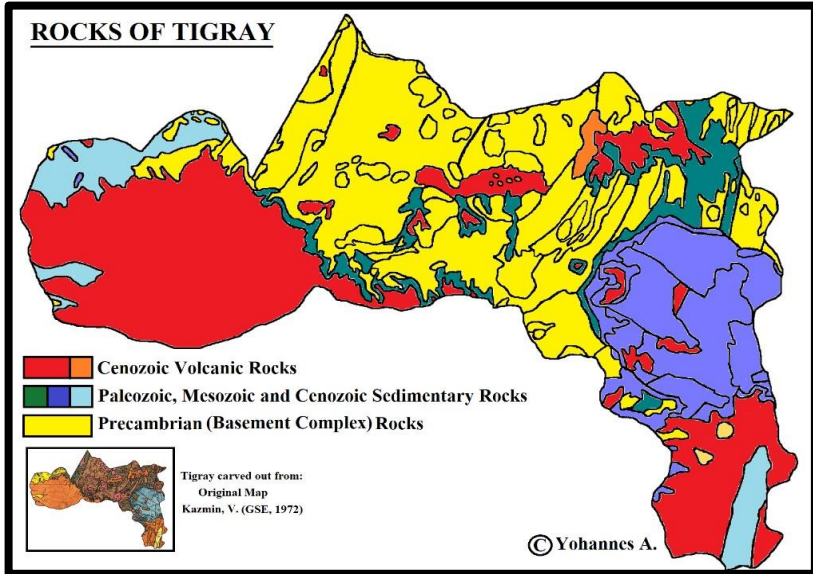 ROCKS OF TIGRAY
Cenozoic Volcanic Rocks
Paleozoic, Mesozoic and Cenozoic Sedimentary Rocks
Precambrian (Basement Complex) Rocks
Tigray carved out from:
Original Map
Kazmin, V. (GSE, 1972)
© Yohannes A.